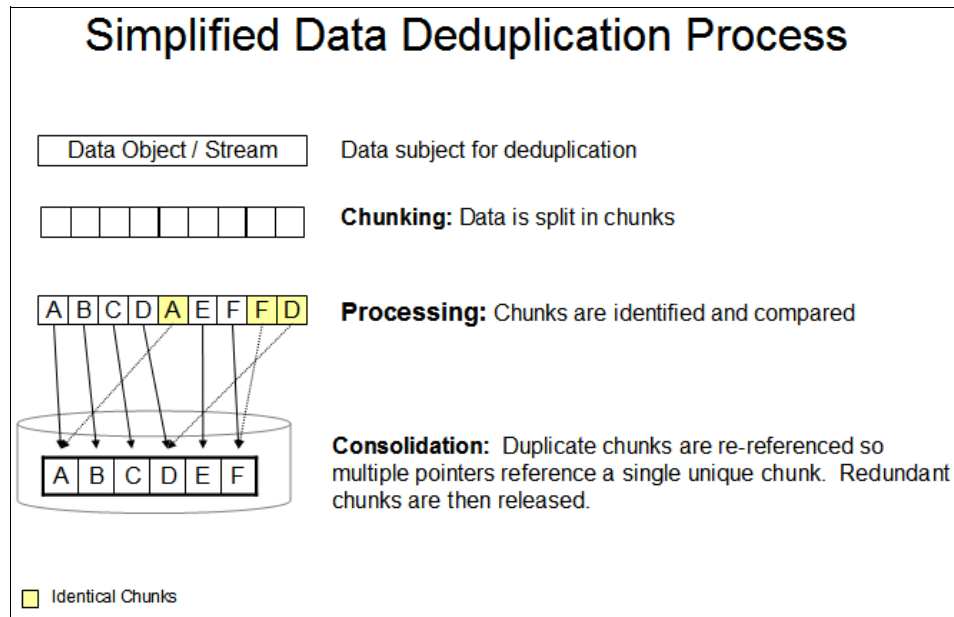 Simplified Data Deduplication Process
Data Object / Stream
Data subject for deduplication
Chunking: Data is split in chunks
A B C D A E F F D
Processing: Chunks are identified and compared
Consolidation: Duplicate chunks are re-referenced so
multiple pointers reference a single unique chunk. Redundant
chunks are then released.
A B C D E F
Identical Chunks